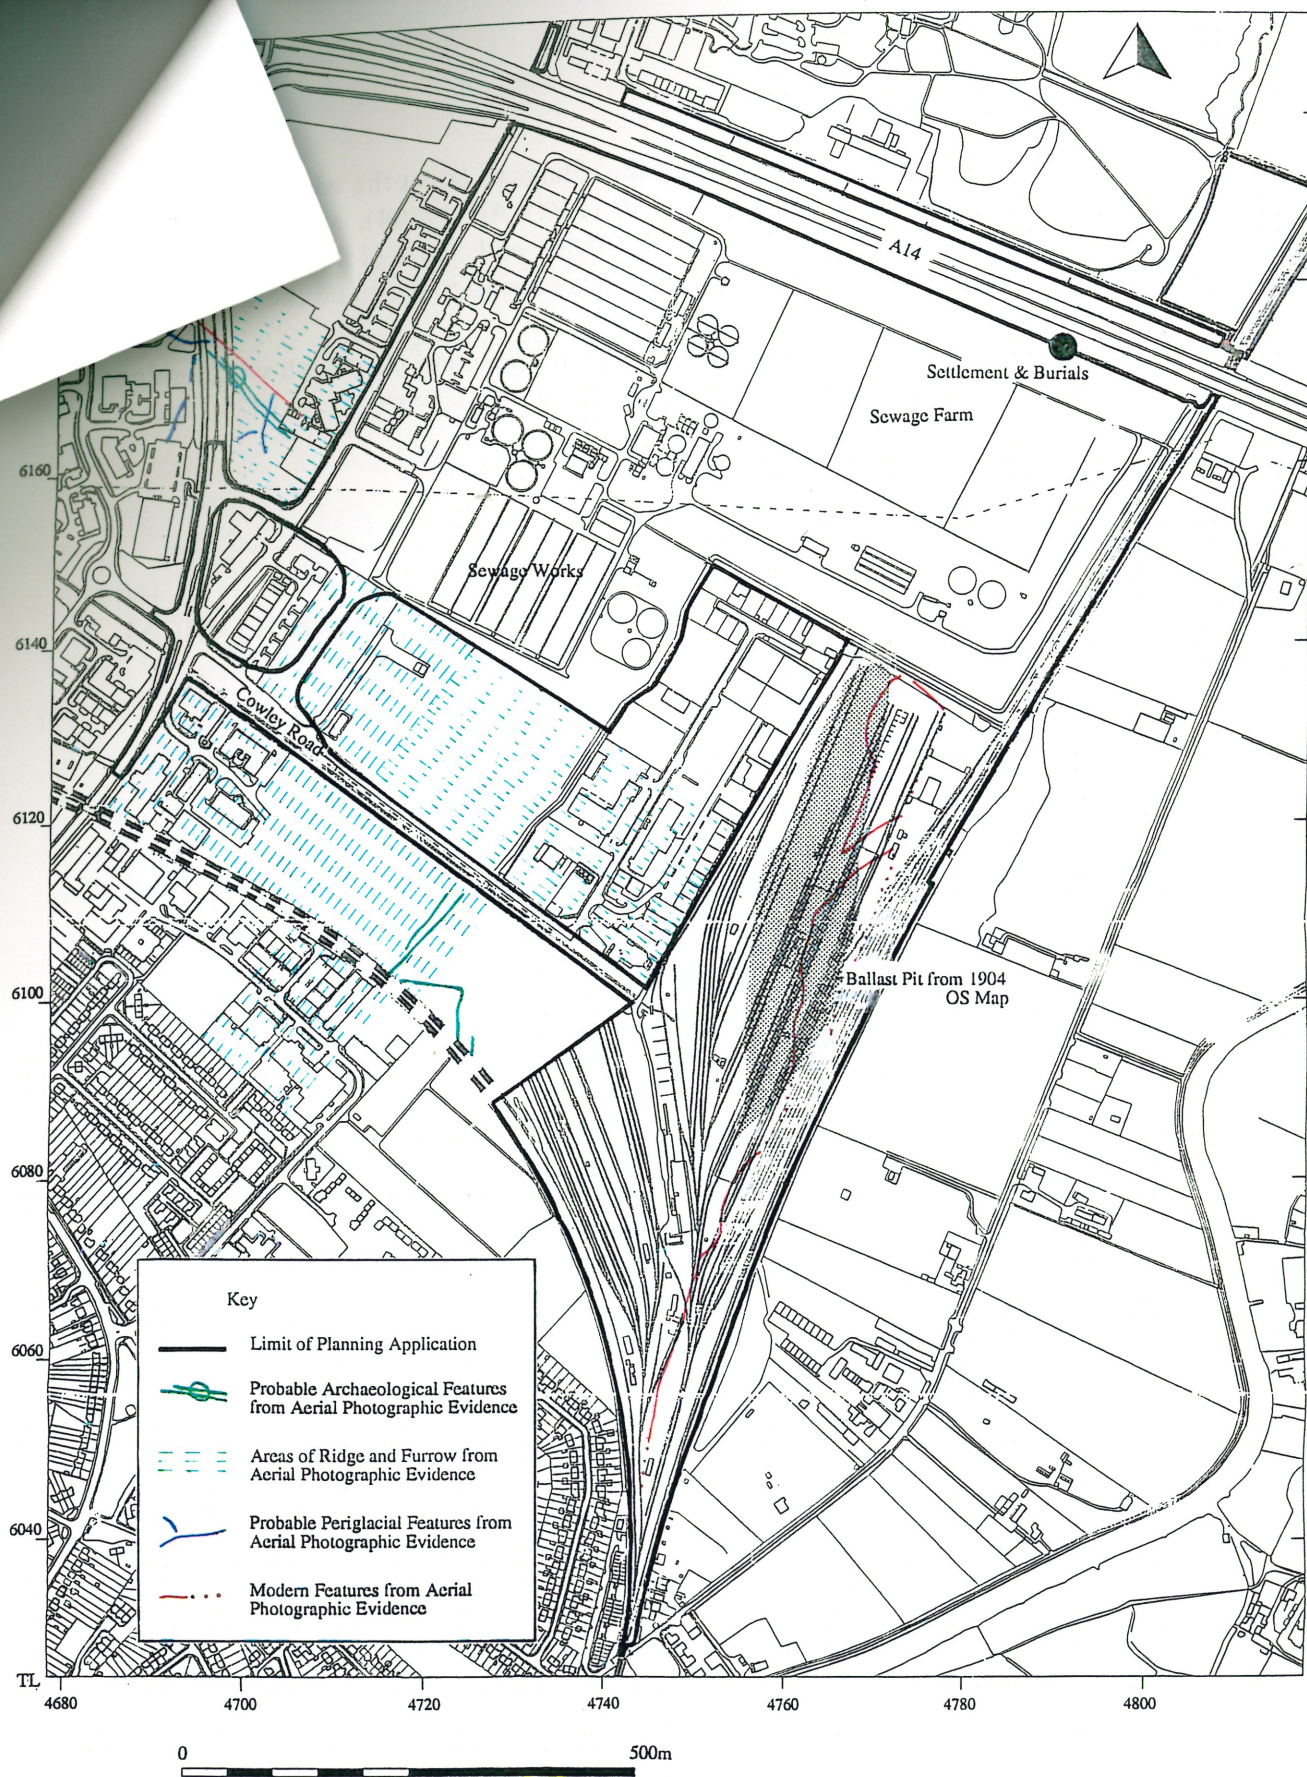 A14
Settlement & Burials
Sewage Farm
6160
Sewage Works
6140
Cowley Road
6120
Ballast Pit from 1904
OS Map
6100
6080
Key
Limit of Planning Application
6060
Probable Archaeological Features
from Aerial Photographic Evidence
Areas of Ridge and Furrow from
Aerial Photographic Evidence
Probable Periglacial Features from
Aerial Photographic Evidence
6040
Modern Features from Aerial
Photographic Evidence
TL
4680 4700 4720 4740 4760 4780 4800
0 500m